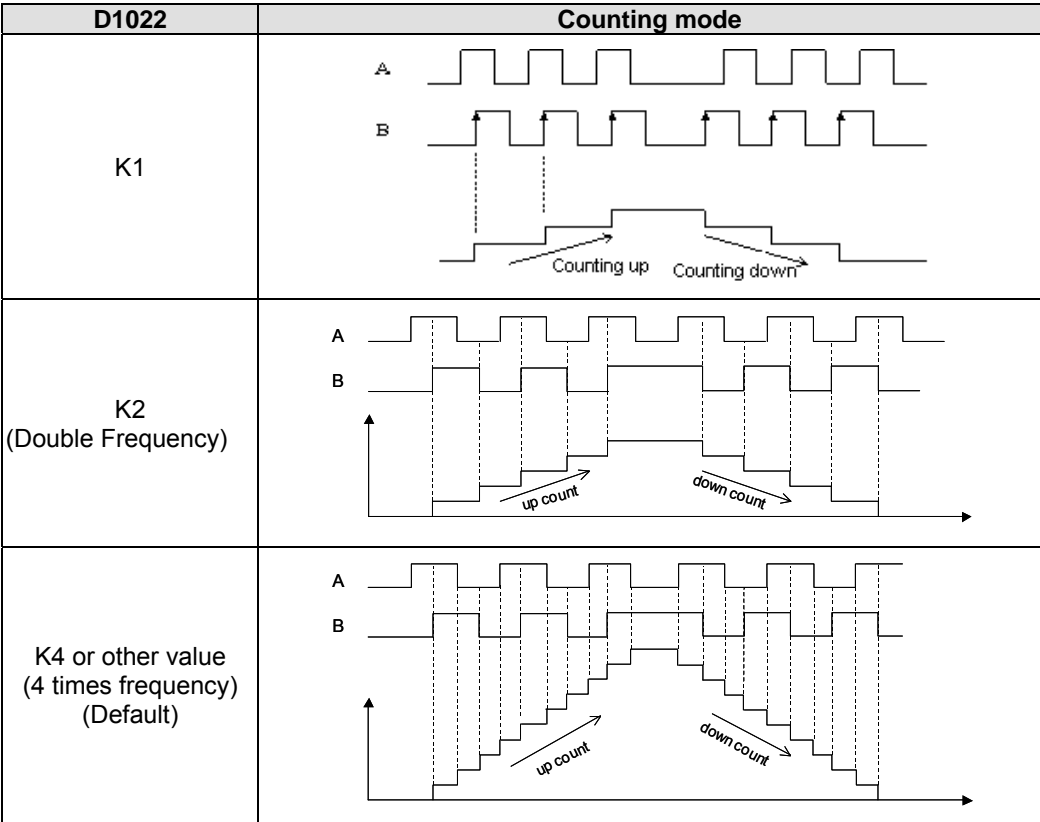 D1022 Counting mode
K1
A
B
Counting up Counting down
K2
(Double Frequency)
A
B
up count down count
K4 or other value
(4 times frequency)
(Default)
A
B
up count down count